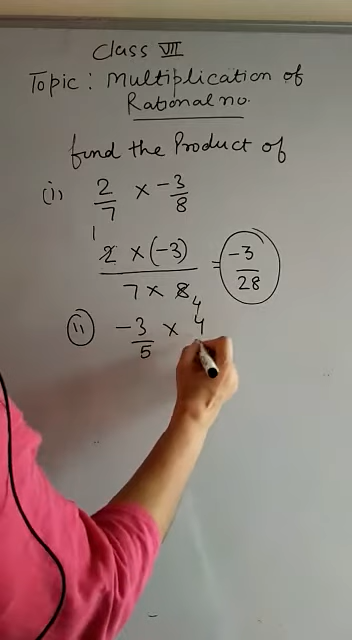 Class VII
Topic : Multiplication of
Rational no.
find the Product of
(i) 2/7 × -3/8
1
2 × (-3) / 7 × 8 = -3/28
4
(ii) -3/5 × 4